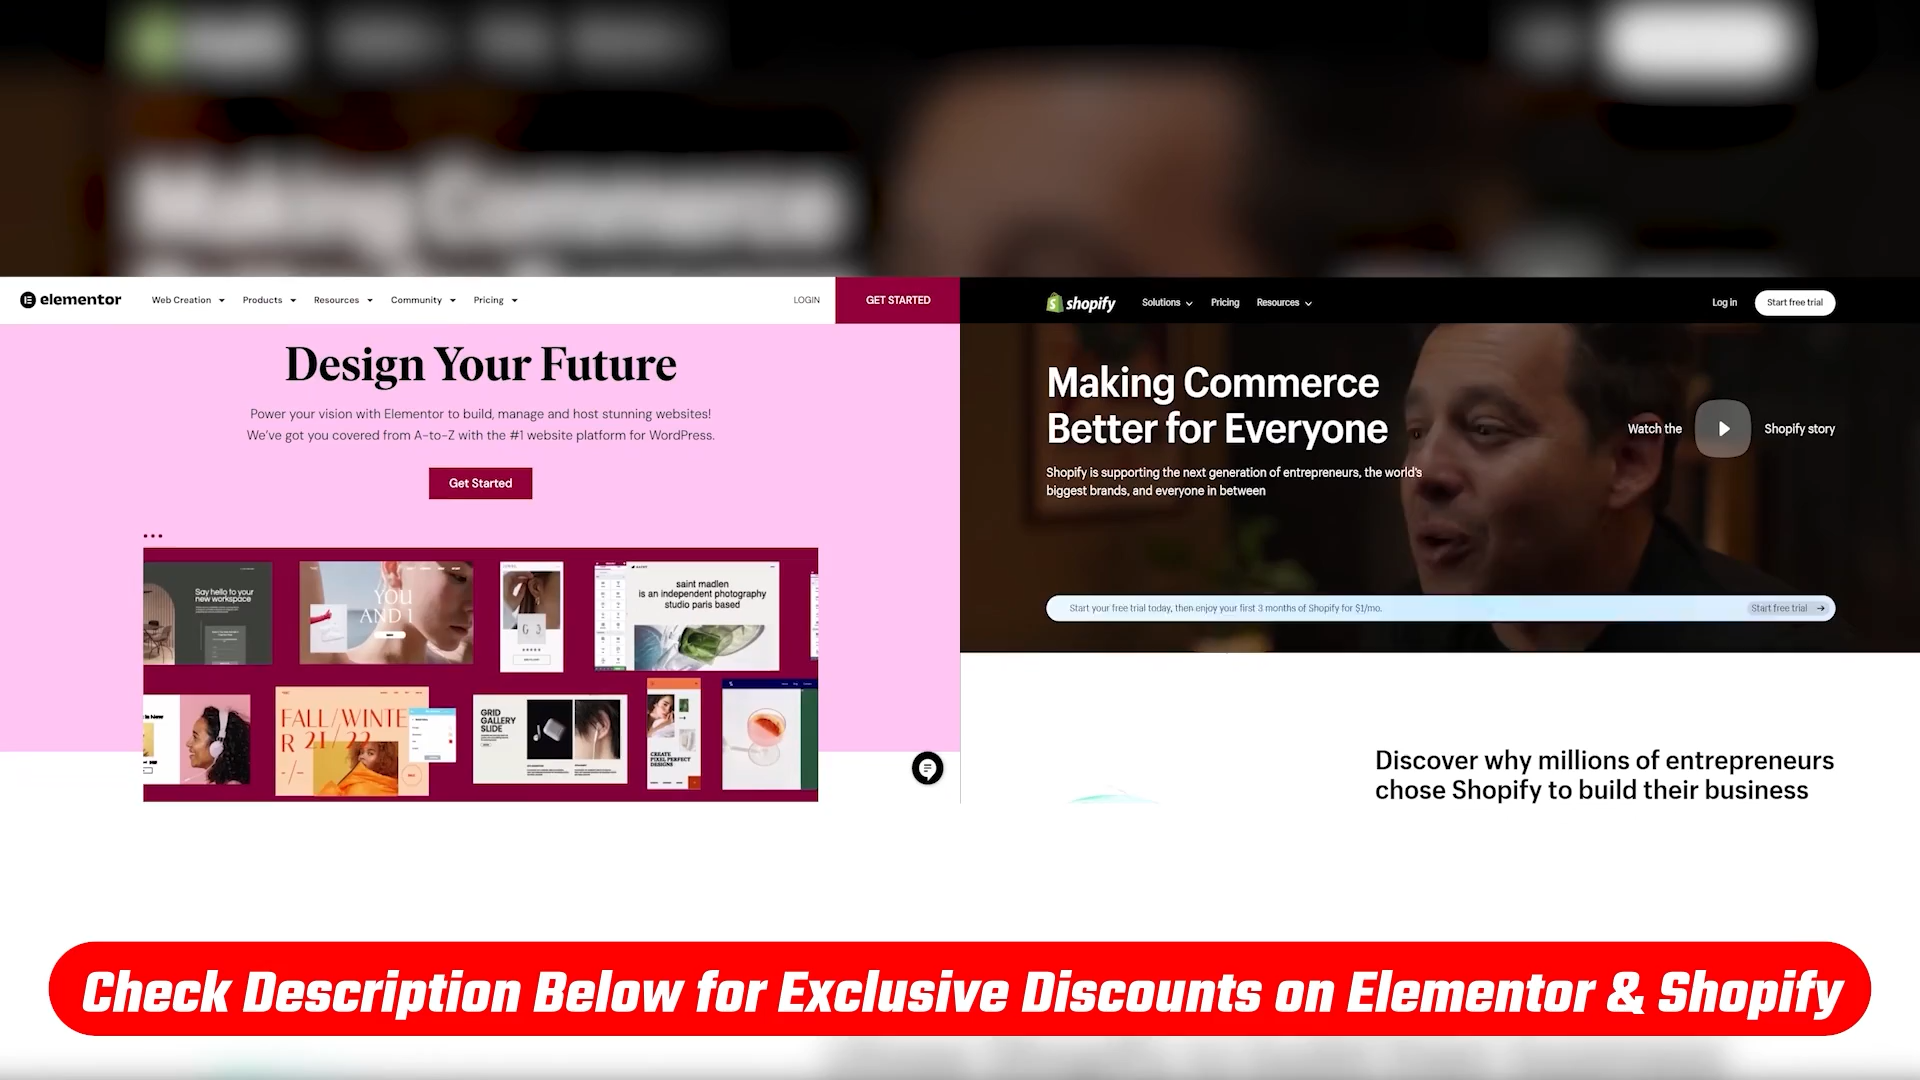 Making Commerce
elementor
Web Creation
Products
Resources
Community
Pricing
LOGIN
GET STARTED
Design Your Future
Power your vision with Elementor to build, manage and host stunning websites!
We've got you covered from A-to-Z with the #1 website platform for WordPress.
Get Started
Say hello to your
new workspace
YOU
AND I
saint madlen
is an independent photography
studio paris based
FALL/WINTE
R 21/22
-/-
GRID
GALLERY
SLIDE
CREATE
PIXEL PERFECT
DESIGNS
shopify
Solutions
Pricing
Resources
Log in
Start free trial
Making Commerce
Better for Everyone
Shopify is supporting the next generation of entrepreneurs, the world's
biggest brands, and everyone in between
Watch the
Shopify story
Start your free trial today, then enjoy your first 3 months of Shopify for $1/mo.
Start free trial →
Discover why millions of entrepreneurs
chose Shopify to build their business
Check Description Below for Exclusive Discounts on Elementor & Shopify